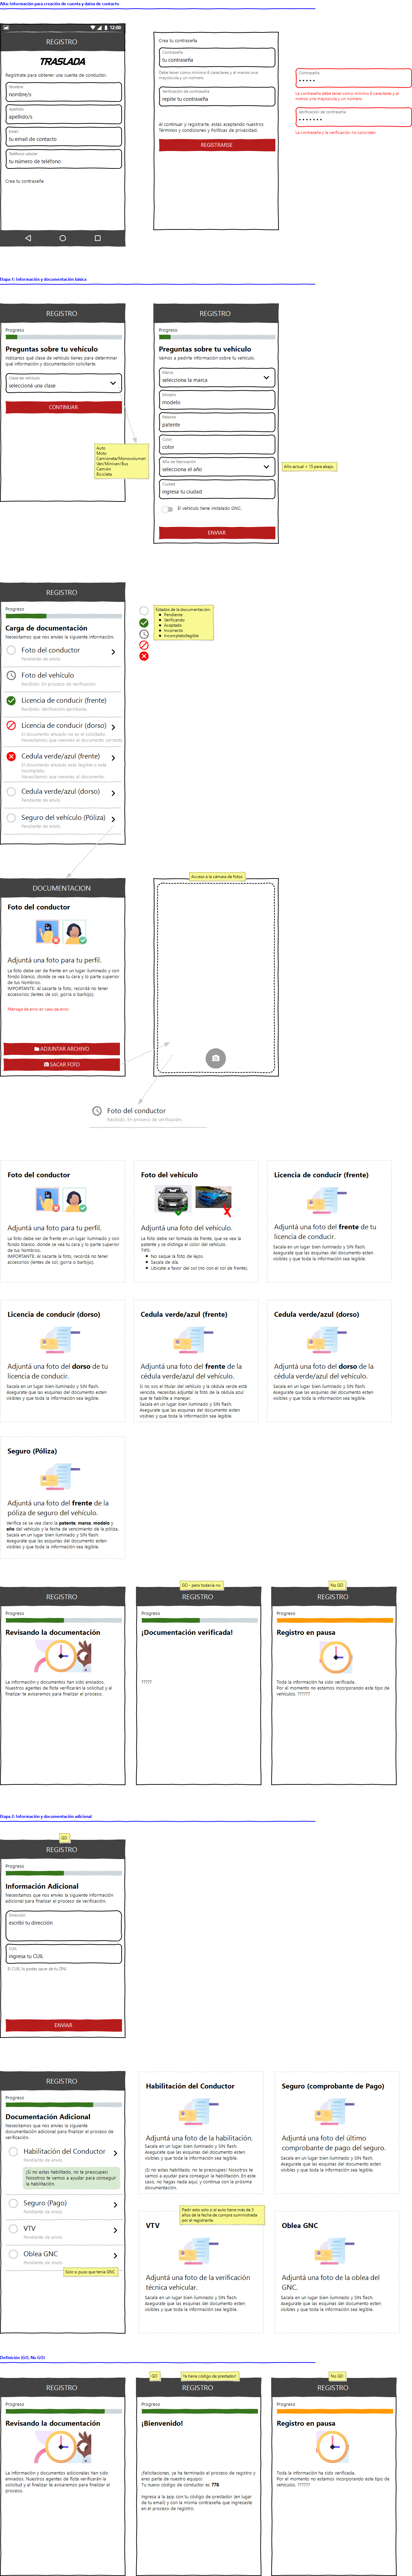 Alta: Información para creación de cuenta y datos de contacto
12:00
REGISTRO
TRASLADA
Registrate para obtener una cuenta de conductor.
Nombre
nombre/s
Apellido
apellido/s
Email
tu email de contacto
Teléfono celular
tu número de teléfono
Crea tu contraseña
Crea tu contraseña
Contraseña
tu contraseña
Debe tener como mínimo 6 caracteres y al menos una
mayúscula y un número.
Verificación de contraseña
repite tu contraseña
Al continuar y registrarte, estas aceptando nuestros
Términos y condiciones y Políticas de privacidad.
REGISTRARSE
Contraseña
La contraseña debe tener como mínimo 6 caracteres y al
menos una mayúscula y un número.
Verificación de contraseña
La contraseña y la verificación no coinciden.
Etapa 1: Información y documentación básica
REGISTRO
Progreso
Preguntas sobre tu vehículo
Indicanos qué clase de vehículo tienes para determinar
qué información y documentación solicitarte.
Clase de vehículo
seleccioná una clase
CONTINUAR
Auto
Moto
Camioneta/Monovolumen
Van/Minivan/Bus
Camión
Bicicleta
REGISTRO
Progreso
Preguntas sobre tu vehículo
Vamos a pedirte información sobre tu vehículo.
Marca
selecciona la marca
Modelo
modelo
Patente
patente
Color
color
Año de fabricación
selecciona el año
Ciudad
ingresa tu ciudad
El vehículo tiene instalado GNC.
ENVIAR
Año actual + 15 para abajo.
REGISTRO
Progreso
Carga de documentación
Necesitamos que nos envíes la siguiente información.
Foto del conductor
Pendiente de envío.
Foto del vehículo
Recibido. En proceso de verificación.
Licencia de conducir (frente)
Recibido. Verificación aprobada.
Licencia de conducir (dorso)
El documento enviado no es el solicitado.
Necesitamos que reenvíes el documento correcto
Cedula verde/azul (frente)
El documento enviado esta ilegible o está
incompleto.
Necesitamos que reenvíes el documento.
Cedula verde/azul (dorso)
Pendiente de envío.
Seguro del vehículo (Póliza)
Pendiente de envío.
Estados de la documentación:
Pendiente
Verificando
Aceptado
Incorrecto
Incompleto/Ilegible
DOCUMENTACION
Foto del conductor
Adjuntá una foto para tu perfil.
La foto debe ser de frente en un lugar iluminado y con
fondo blanco, donde se vea tu cara y lo parte superior
de tus hombros.
IMPORTANTE: Al sacarte la foto, recordá no tener
accesorios (lentes de sol, gorra o barbijo).
Mensaje de error en caso de error.
ADJUNTAR ARCHIVO
SACAR FOTO
Acceso a la cámara de fotos
Foto del conductor
Recibido. En proceso de verificación.
Foto del conductor
Adjuntá una foto para tu perfil.
La foto debe ser de frente en un lugar iluminado y con
fondo blanco, donde se vea tu cara y lo parte superior
de tus hombros.
IMPORTANTE: Al sacarte la foto, recordá no tener
accesorios (lentes de sol, gorra o barbijo).
Foto del vehículo
Adjuntá una foto del vehículo.
La foto debe ser tomada de frente; que se vea la
patente y se distinga el color del vehículo.
TIPS:
No saque la foto de lejos.
Sacala de día.
Ubicate a favor del sol (no con el sol de frente).
Licencia de conducir (frente)
Adjuntá una foto del frente de tu
licencia de conducir.
Sacala en un lugar bien iluminado y SIN flash.
Asegurate que las esquinas del documento esten
visibles y que toda la información sea legible.
Licencia de conducir (dorso)
Adjuntá una foto del dorso de tu
licencia de conducir.
Sacala en un lugar bien iluminado y SIN flash.
Asegurate que las esquinas del documento esten
visibles y que toda la información sea legible.
Cedula verde/azul (frente)
Adjuntá una foto del frente de la
cédula verde/azul del vehículo.
Si no sos el titular del vehículo y la cédula verde está
vencida, necesitas adjuntar la foto de la cédula azul
que te habilite a manejar.
Sacala en un lugar bien iluminado y SIN flash.
Asegurate que las esquinas del documento esten
visibles y que toda la información sea legible.
Cedula verde/azul (dorso)
Adjuntá una foto del dorso de la
cédula verde/azul del vehículo.
Sacala en un lugar bien iluminado y SIN flash.
Asegurate que las esquinas del documento esten
visibles y que toda la información sea legible.
Seguro (Póliza)
Adjuntá una foto del frente de la
póliza de seguro del vehículo.
Verifica se se vea claro la patente, marca, modelo y
año del vehículo y la fecha de vencimiento de la póliza.
Sacala en un lugar bien iluminado y SIN flash.
Asegurate que las esquinas del documento esten
visibles y que toda la información sea legible.
REGISTRO
Progreso
Revisando la documentación
La información y documentos han sido enviados.
Nuestros agentes de flota verificarán la solicitud y al
finalizar te avisaremos para finalizar el proceso.
GO - pero todavía no
REGISTRO
Progreso
¡Documentación verificada!
?????
No GO
REGISTRO
Progreso
Registro en pausa
Toda la información ha sido verificada.
Por el momento no estamos incorporando este tipo de
vehículos. ??????
Etapa 2: Información y documentación adicional
GO
REGISTRO
Progreso
Información Adicional
Necesitamos que nos envíes la siguiente información
adicional para finalizar el proceso de verificación.
Dirección
escribí tu dirección
CUIL
ingresa tu CUIL
El CUIL lo podes sacar de tu DNI.
ENVIAR
REGISTRO
Progreso
Documentación Adicional
Necesitamos que nos envíes la siguiente
documentación adicional para finalizar el proceso de
verificación.
Habilitación del Conductor
Pendiente de envío.
¡Si no estas habilitado, no te preocupes!
Nosotros te vamos a ayudar para conseguir
la habilitación.
Seguro (Pago)
Pendiente de envío.
VTV
Pendiente de envío.
Oblea GNC
Pendiente de envío.
Solo si puso que tenia GNC
Habilitación del Conductor
Adjuntá una foto de la habilitación.
Sacala en un lugar bien iluminado y SIN flash.
Asegurate que las esquinas del documento esten
visibles y que toda la información sea legible.
¡Si no estas habilitado, no te preocupes! Nosotros te
vamos a ayudar para conseguir la habilitación. En este
caso, no hagas nada aquí, y continua con la próxima
documentación.
Seguro (comprobante de Pago)
Adjuntá una foto del último
comprobante de pago del seguro.
Sacala en un lugar bien iluminado y SIN flash.
Asegurate que las esquinas del documento esten
visibles y que toda la información sea legible.
Pedir esto solo si el auto tiene más de 3
años de la fecha de compra suministrada
por el registrante.
VTV
Adjuntá una foto de la verificación
técnica vehicular.
Sacala en un lugar bien iluminado y SIN flash.
Asegurate que las esquinas del documento esten
visibles y que toda la información sea legible.
Oblea GNC
Adjuntá una foto de la oblea del
GNC.
Sacala en un lugar bien iluminado y SIN flash.
Asegurate que las esquinas del documento esten
visibles y que toda la información sea legible.
Definición (GO, No GO)
REGISTRO
Progreso
Revisando la documentación
La información y documentos adicionales han sido
enviados. Nuestros agentes de flota verificarán la
solicitud y al finalizar te avisaremos para finalizar el
proceso.
GO
Ya tiene código de prestador!
REGISTRO
Progreso
¡Bienvenido!
¡Felicitaciones, ya ha terminado el proceso de registro y
eres parte de nuestro equipo!
Tu nuevo código de conductor es 778.
Ingresa a la app con tu código de prestador (en lugar
de tu email) y con la misma contraseña que ingresaste
en el proceso de registro.
No GO
REGISTRO
Progreso
Registro en pausa
Toda la información ha sido verificada.
Por el momento no estamos incorporando este tipo de
vehículos. ??????